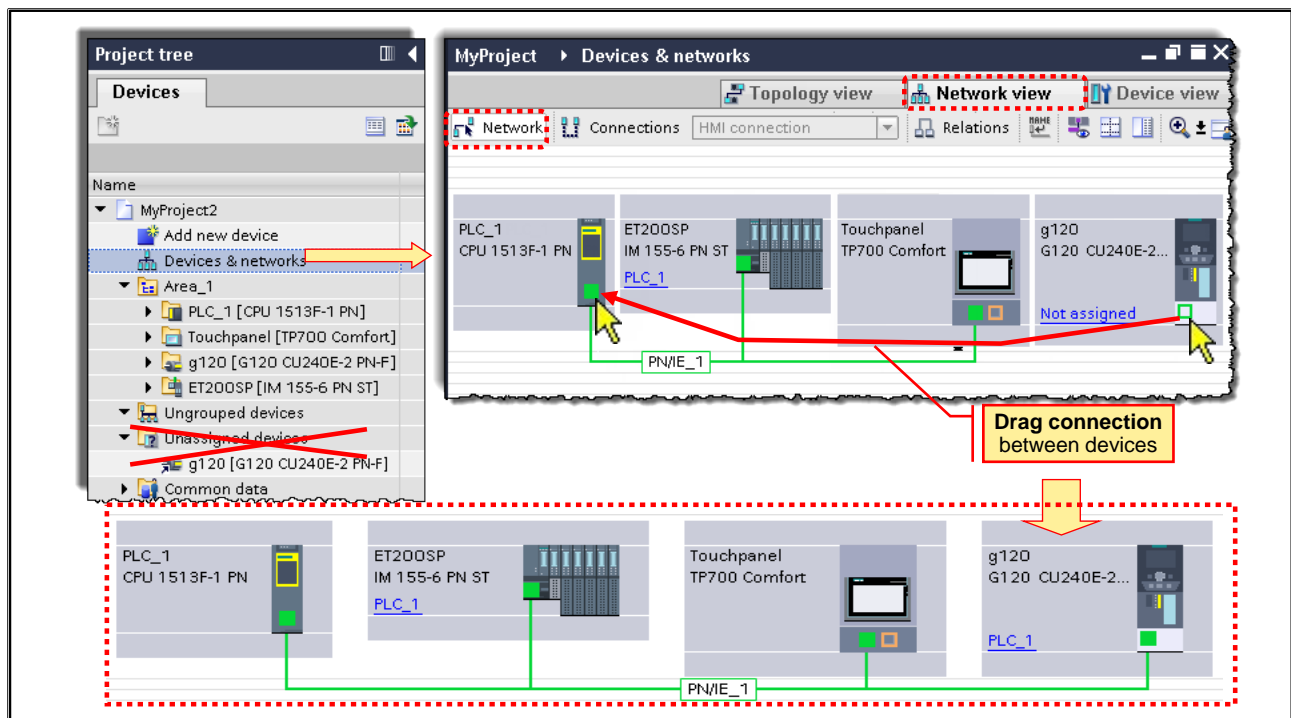 Project tree
Devices
Name
MyProject2
Add new device
Devices & networks
Area_1
PLC_1 [CPU 1513F-1 PN]
Touchpanel [TP700 Comfort]
g120 [G120 CU240E-2 PN-F]
ET200SP [IM 155-6 PN ST]
Ungrouped devices
Unassigned devices
g120 [G120 CU240E-2 PN-F]
Common data
MyProject Devices & networks
Topology view Network view Device view
Network Connections HMI connection Relations
PLC_1
CPU 1513F-1 PN
ET200SP
IM 155-6 PN ST
PLC_1
Touchpanel
TP700 Comfort
g120
G120 CU240E-2...
Not assigned
PN/IE_1
Drag connection
between devices
PLC_1
CPU 1513F-1 PN
ET200SP
IM 155-6 PN ST
PLC_1
Touchpanel
TP700 Comfort
g120
G120 CU240E-2...
PLC_1
PN/IE_1